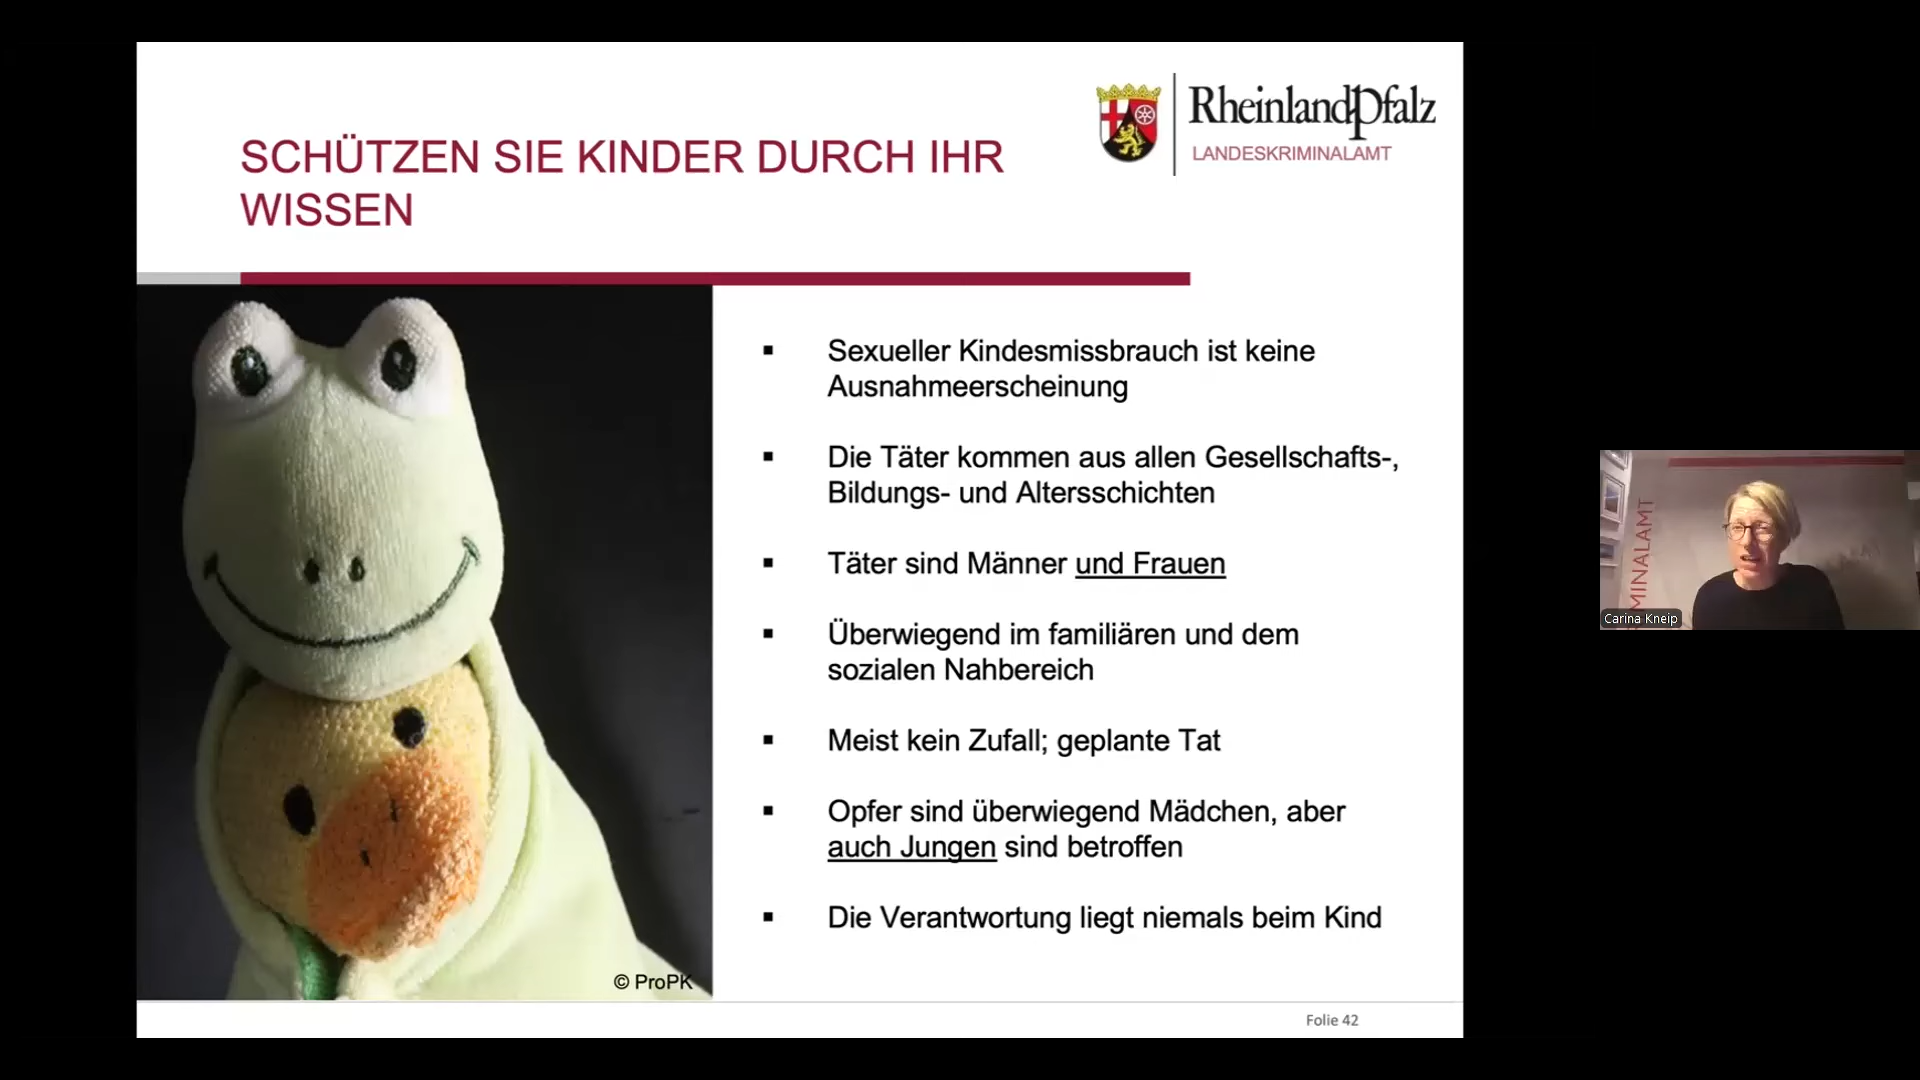 RheinlandPfalz
LANDESKRIMINALAMT
SCHÜTZEN SIE KINDER DURCH IHR
WISSEN
▪ Sexueller Kindesmissbrauch ist keine
Ausnahmeerscheinung
▪ Die Täter kommen aus allen Gesellschafts-,
Bildungs- und Altersschichten
▪ Täter sind Männer und Frauen
▪ Überwiegend im familiären und dem
sozialen Nahbereich
▪ Meist kein Zufall; geplante Tat
▪ Opfer sind überwiegend Mädchen, aber
auch Jungen sind betroffen
▪ Die Verantwortung liegt niemals beim Kind
© ProPK
Folie 42
MINALAMT
Carina Kneip